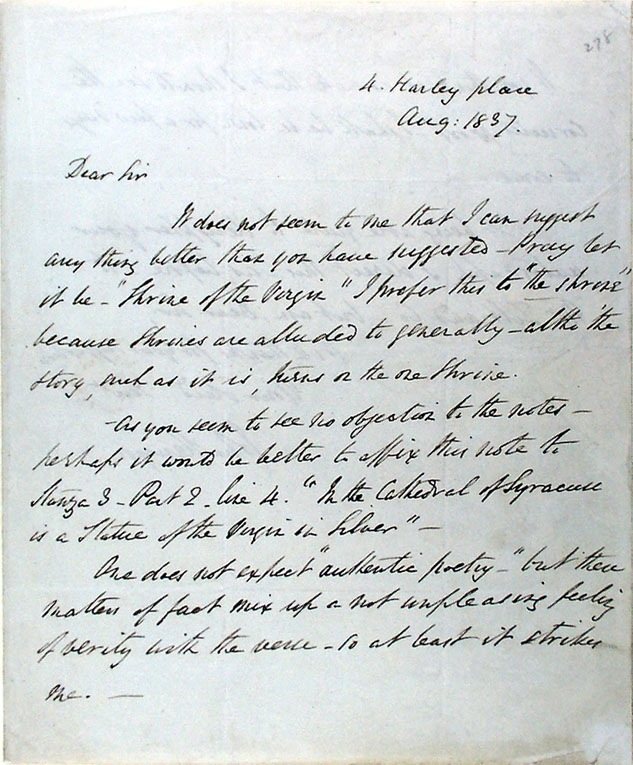 278
4. Harley place
Aug: 1837.
Dear Sir
It does not seem to me that I can suggest
any thing better than you have suggested – Pray let
it be – "Shrine of the Virgin" I prefer this to "the shrine"
because Shrines are alluded to generally – altho' the
story, such as it is, turns on the one Shrine.
– As you seem to see no objection to the notes –
perhaps it would be better to affix this note to
Stanza 3 – Part 2 – line 4. "In the Cathedral of Syracuse
is a Statue of the Virgin in Silver" –
One does not expect "authentic poetry –" but these
matters of fact mix up a not unpleasing feeling
of verity with the verse – so at least it strikes
me. —